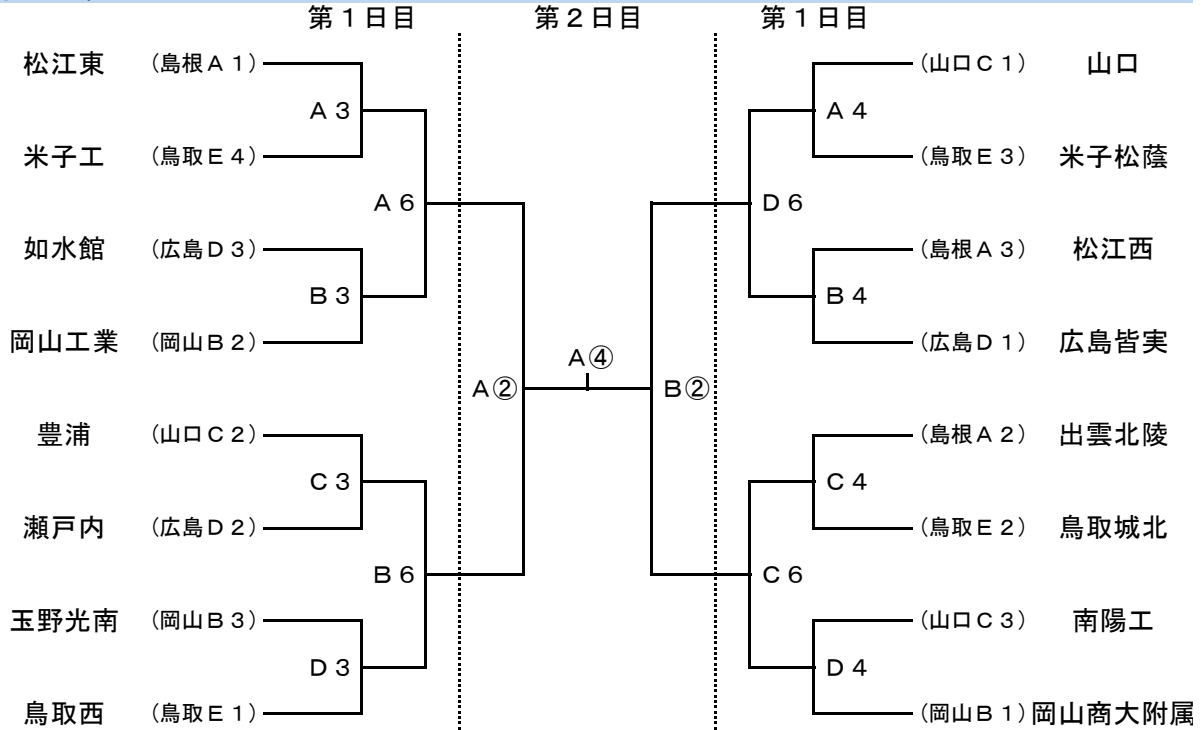 第１日目 第２日目 第１日目
松江東 （島根Ａ１） （山口Ｃ１） 山口
Ａ３ Ａ４
米子工 （鳥取Ｅ４） （鳥取Ｅ３） 米子松蔭
Ａ６ Ｄ６
如水館 （広島Ｄ３） （島根Ａ３） 松江西
Ｂ３ Ｂ４
岡山工業 （岡山Ｂ２） （広島Ｄ１） 広島皆実
Ａ④
Ａ② Ｂ②
豊浦 （山口Ｃ２） （島根Ａ２） 出雲北陵
Ｃ３ Ｃ４
瀬戸内 （広島Ｄ２） （鳥取Ｅ２） 鳥取城北
Ｂ６ Ｃ６
玉野光南 （岡山Ｂ３） （山口Ｃ３） 南陽工
Ｄ３ Ｄ４
鳥取西 （鳥取Ｅ１） （岡山Ｂ１） 岡山商大附属